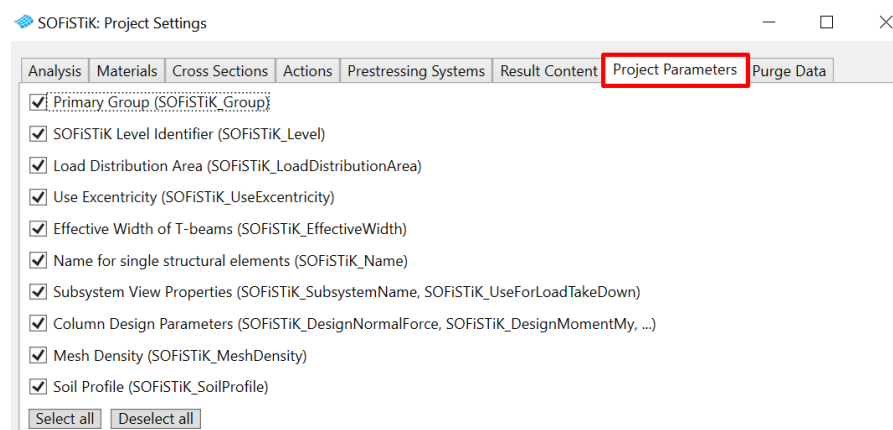 SOFiSTiK: Project Settings
Analysis Materials Cross Sections Actions Prestressing Systems Result Content Project Parameters Purge Data
Primary Group (SOFiSTiK_Group)
SOFiSTiK Level Identifier (SOFiSTiK_Level)
Load Distribution Area (SOFiSTiK_LoadDistributionArea)
Use Excentricity (SOFiSTiK_UseExcentricity)
Effective Width of T-beams (SOFiSTiK_EffectiveWidth)
Name for single structural elements (SOFiSTiK_Name)
Subsystem View Properties (SOFiSTiK_SubsystemName, SOFiSTiK_UseForLoadTakeDown)
Column Design Parameters (SOFiSTiK_DesignNormalForce, SOFiSTiK_DesignMomentMy, ...)
Mesh Density (SOFiSTiK_MeshDensity)
Soil Profile (SOFiSTiK_SoilProfile)
Select all Deselect all